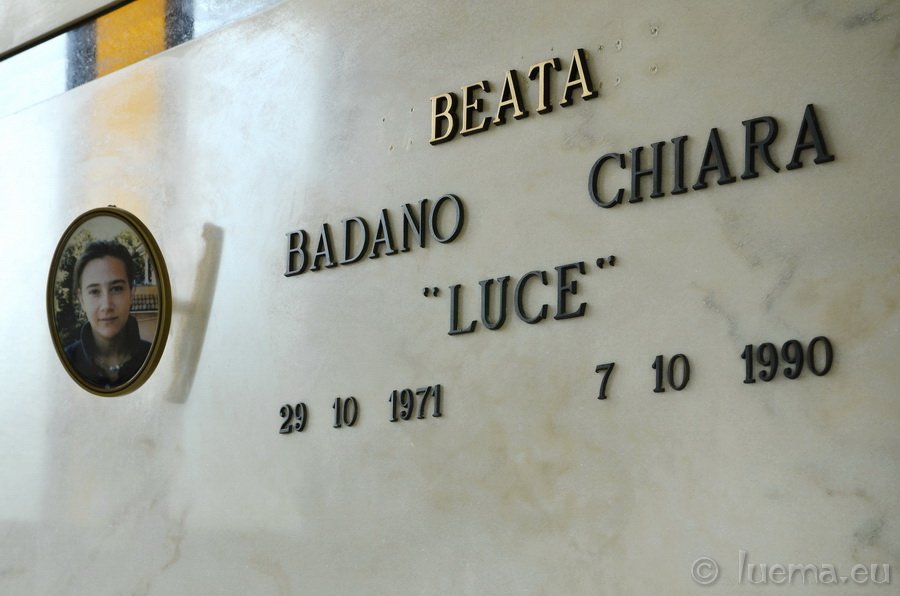 BEATA
BADANO CHIARA
"LUCE"
29 10 1971 7 10 1990
© luema.eu